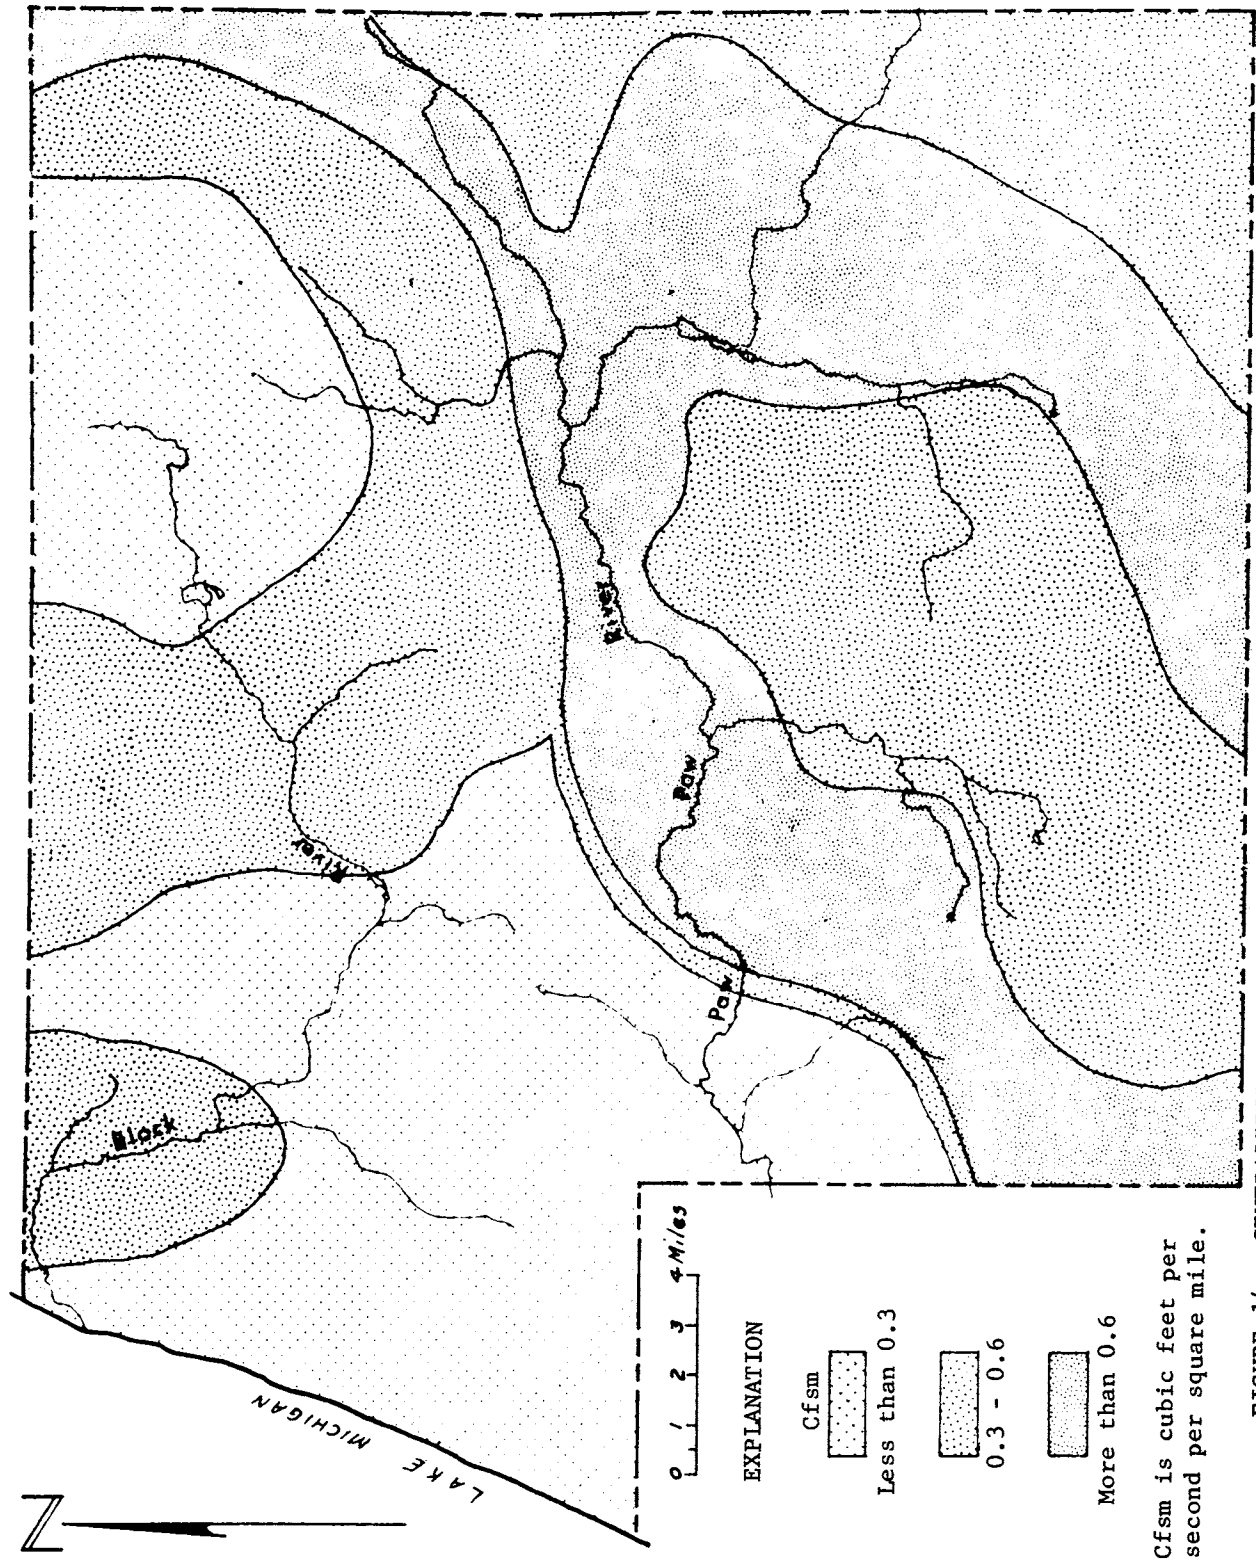 N
LAKE MICHIGAN
Black
River
Paw
Paw
River
0 1 2 3 4 Miles
EXPLANATION
Cfsm
Less than 0.3
0.3 - 0.6
More than 0.6
Cfsm is cubic feet per
second per square mile.